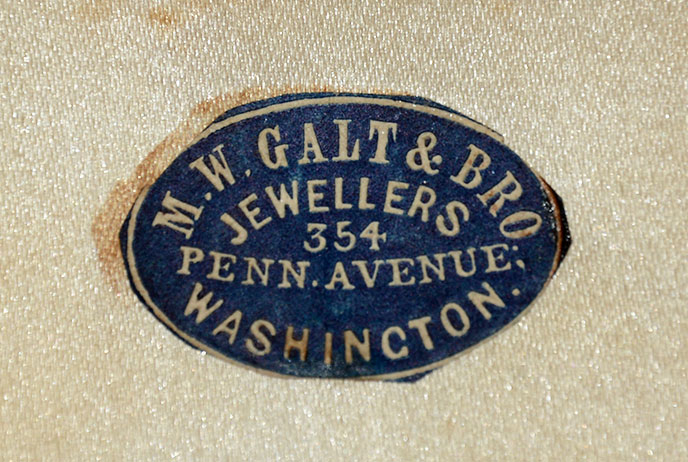 M. W. GALT & BRO
JEWELLERS
354
PENN. AVENUE;
WASHINGTON.